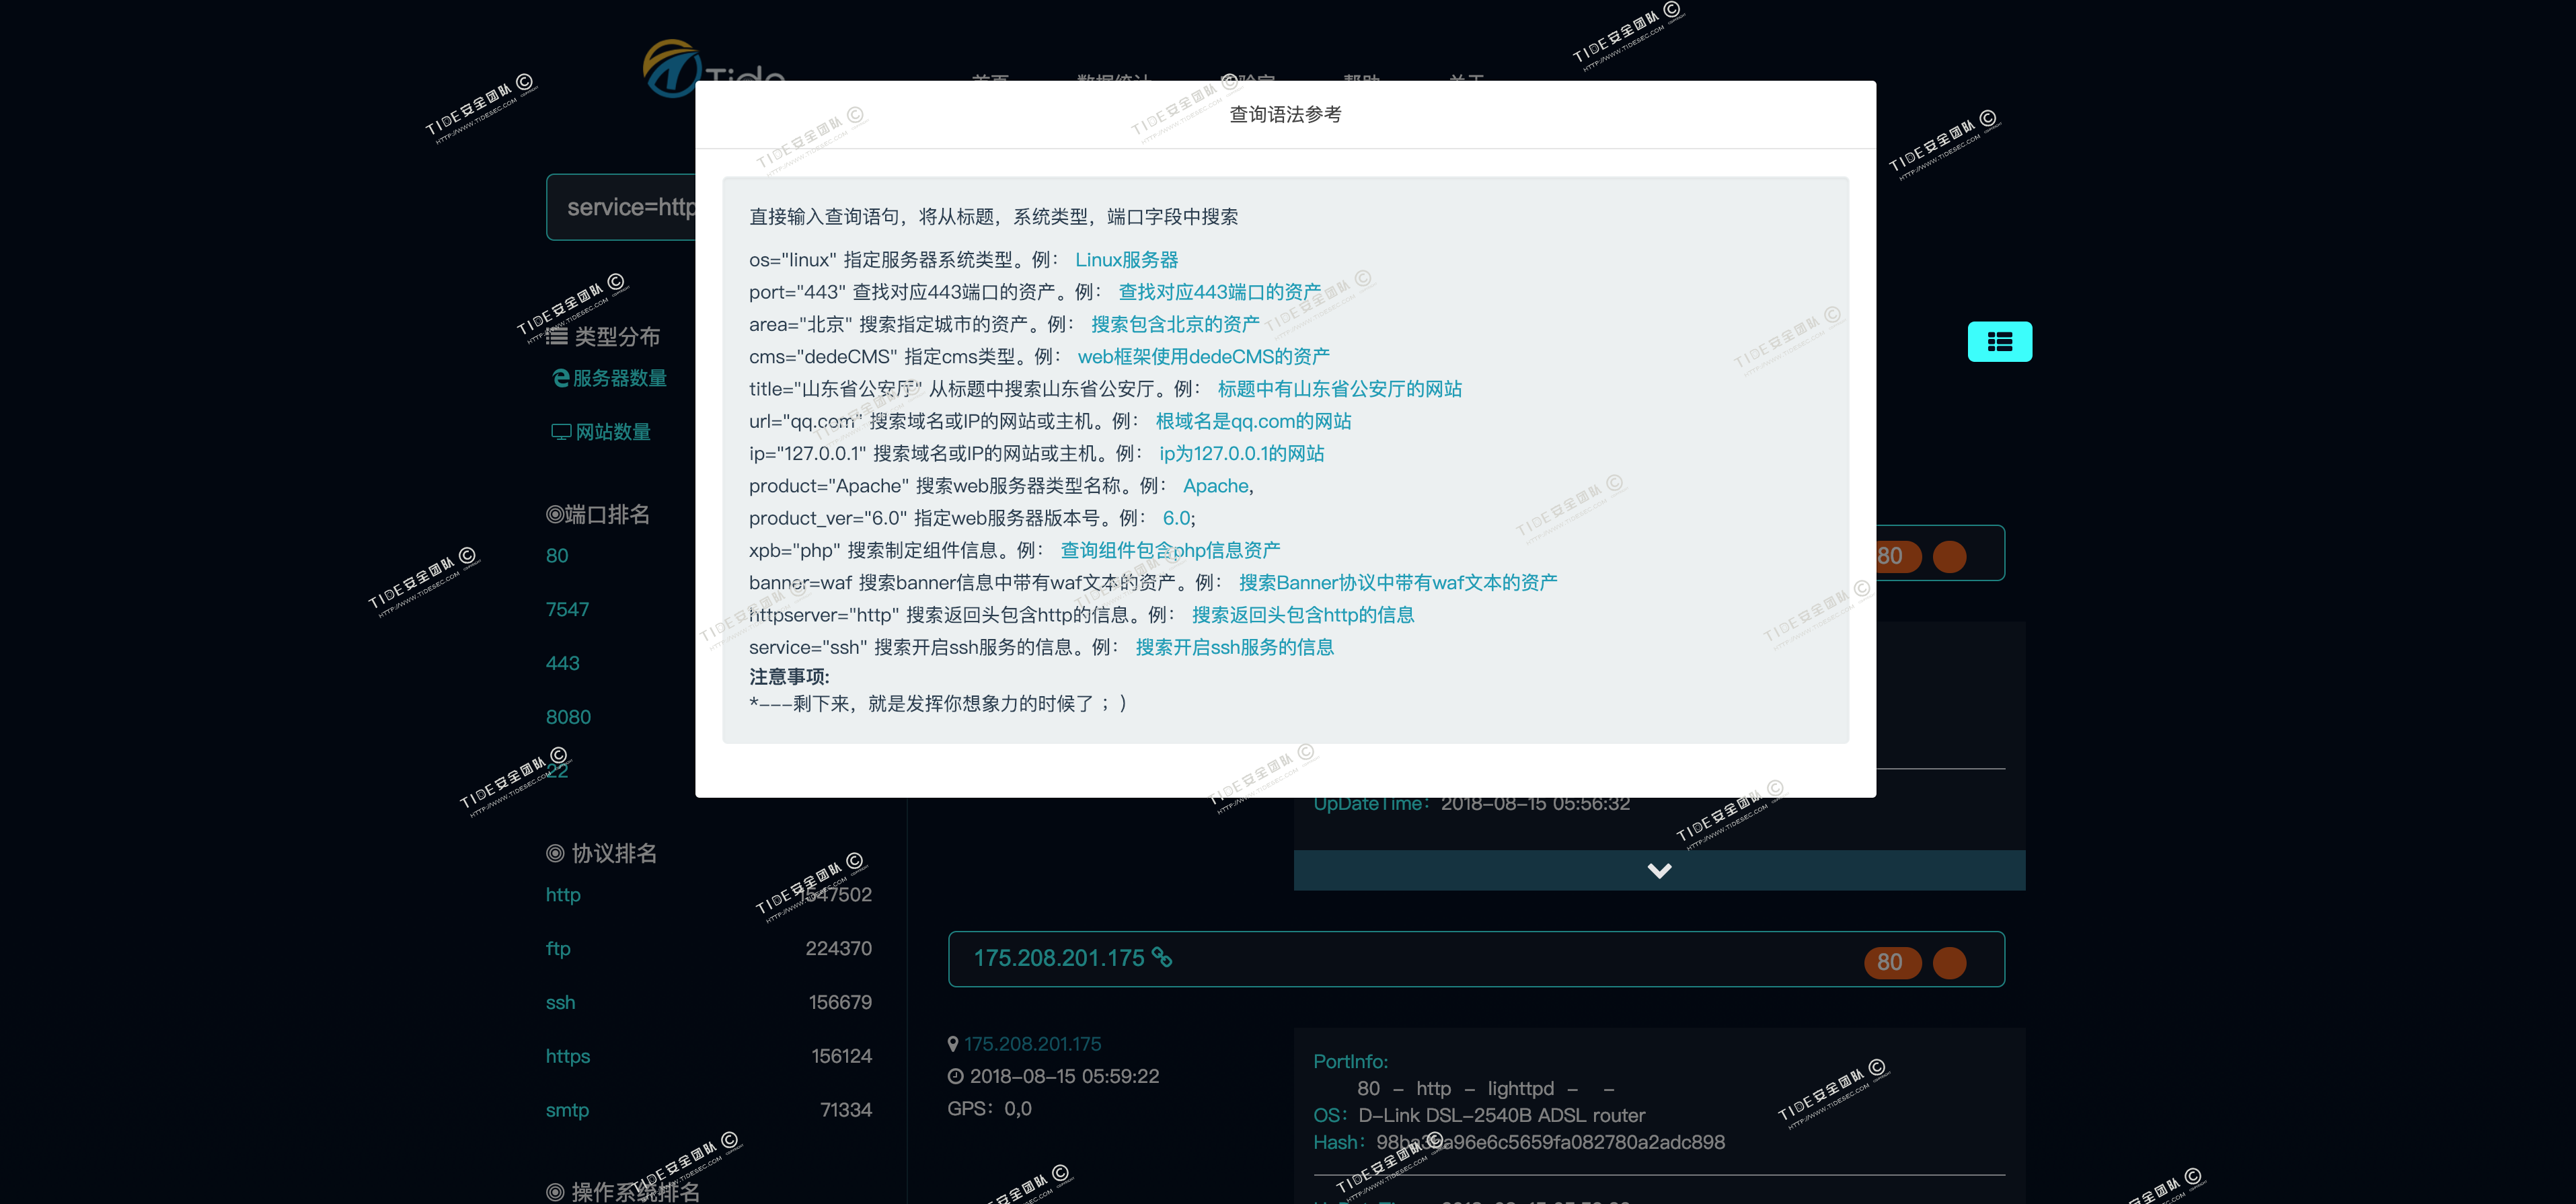 Tide
首页 数据统计 实验室 帮助 关于
查询语法参考
service=http
直接输入查询语句，将从标题，系统类型，端口字段中搜索
os="linux" 指定服务器系统类型。例： Linux服务器
port="443" 查找对应443端口的资产。例： 查找对应443端口的资产
area="北京" 搜索指定城市的资产。例： 搜索包含北京的资产
cms="dedeCMS" 指定cms类型。例： web框架使用dedeCMS的资产
title="山东省公安厅" 从标题中搜索山东省公安厅。例： 标题中有山东省公安厅的网站
url="qq.com" 搜索域名或IP的网站或主机。例： 根域名是qq.com的网站
ip="127.0.0.1" 搜索域名或IP的网站或主机。例： ip为127.0.0.1的网站
product="Apache" 搜索web服务器类型名称。例： Apache,
product_ver="6.0" 指定web服务器版本号。例： 6.0;
xpb="php" 搜索制定组件信息。例： 查询组件包含php信息资产
banner=waf 搜索banner信息中带有waf文本的资产。例： 搜索Banner协议中带有waf文本的资产
httpserver="http" 搜索返回头包含http的信息。例： 搜索返回头包含http的信息
service="ssh" 搜索开启ssh服务的信息。例： 搜索开启ssh服务的信息
注意事项:
*---剩下来，就是发挥你想象力的时候了；）
类型分布
服务器数量
网站数量
端口排名
80
7547
443
8080
22
协议排名
http 1547502
ftp 224370
ssh 156679
https 156124
smtp 71334
操作系统排名
80
UpDateTime： 2018-08-15 05:56:32
175.208.201.175 80
175.208.201.175
2018-08-15 05:59:22
GPS：0,0
PortInfo:
80 - http - lighttpd - -
OS： D-Link DSL-2540B ADSL router
TIDE安全团队 ©
HTTP://WWW.TIDESEC.COM